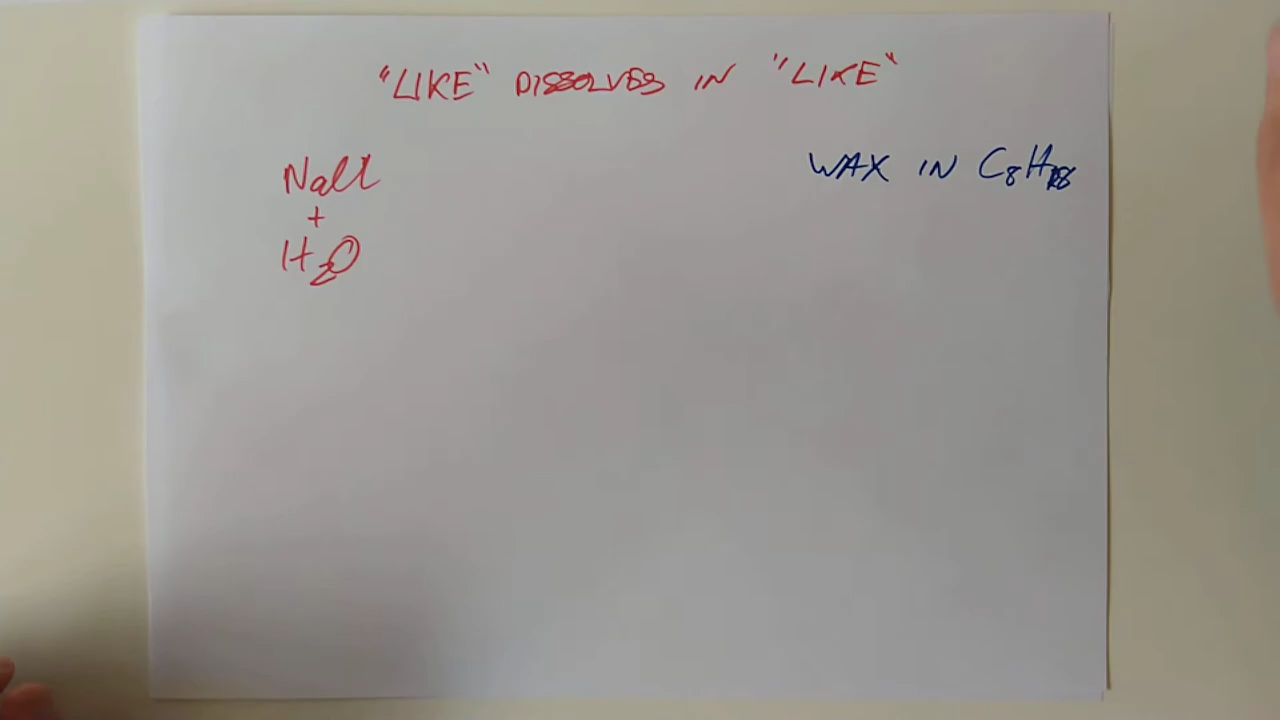 "LIKE" DISSOLVES IN "LIKE"
NaCl
+
H₂O
WAX IN C₈H₁₈